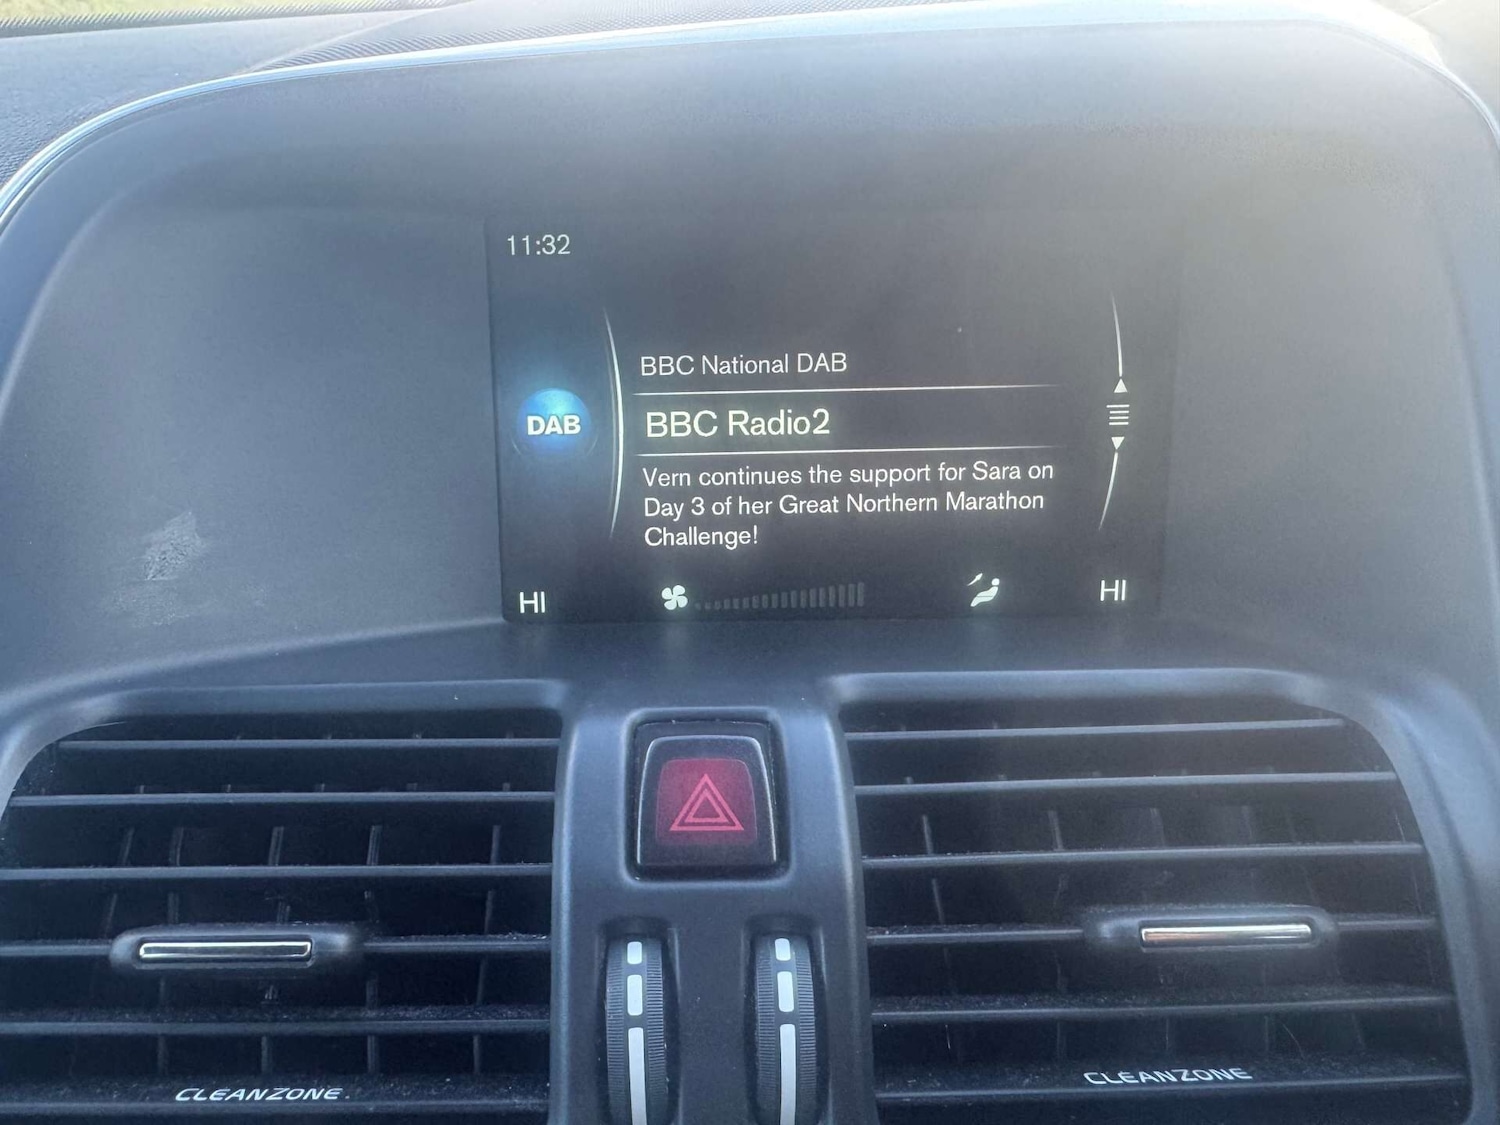 11:32
BBC National DAB
DAB
BBC Radio2
Vern continues the support for Sara on
Day 3 of her Great Northern Marathon
Challenge!
HI
HI
CLEANZONE
CLEANZONE